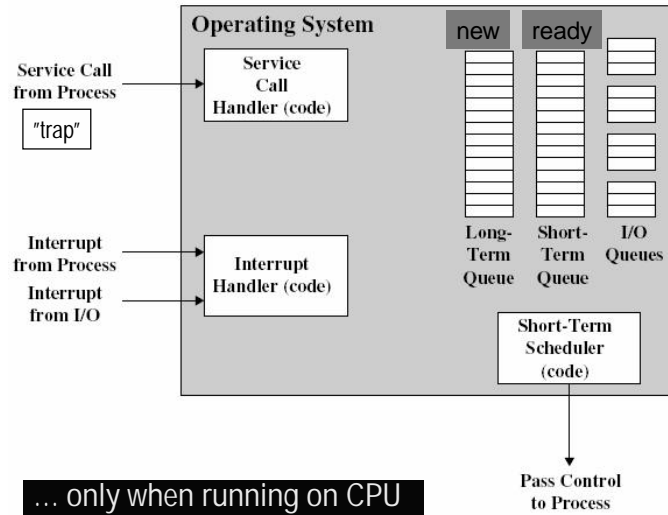 Operating System
new
ready
Service Call
from Process
"trap"
Service
Call
Handler (code)
Interrupt
from Process
Interrupt
from I/O
Interrupt
Handler (code)
Long-
Term
Queue
Short-
Term
Queue
I/O
Queues
Short-Term
Scheduler
(code)
Pass Control
to Process
... only when running on CPU